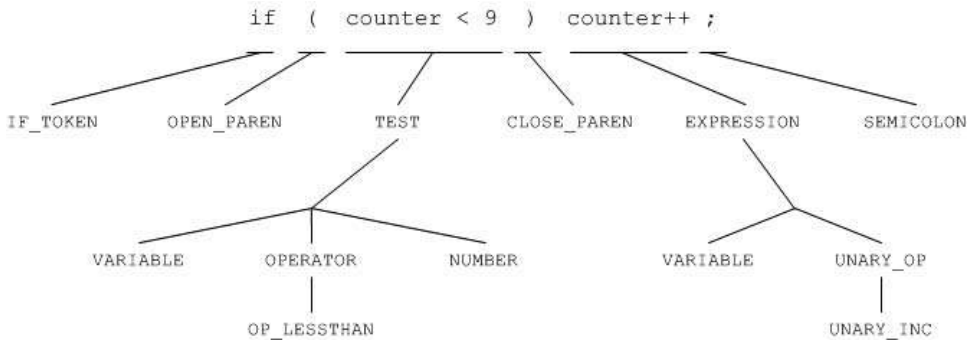 if ( counter < 9 ) counter++ ;
IF_TOKEN OPEN_PAREN TEST CLOSE_PAREN EXPRESSION SEMICOLON
VARIABLE OPERATOR NUMBER VARIABLE UNARY_OP
OP_LESSTHAN UNARY_INC